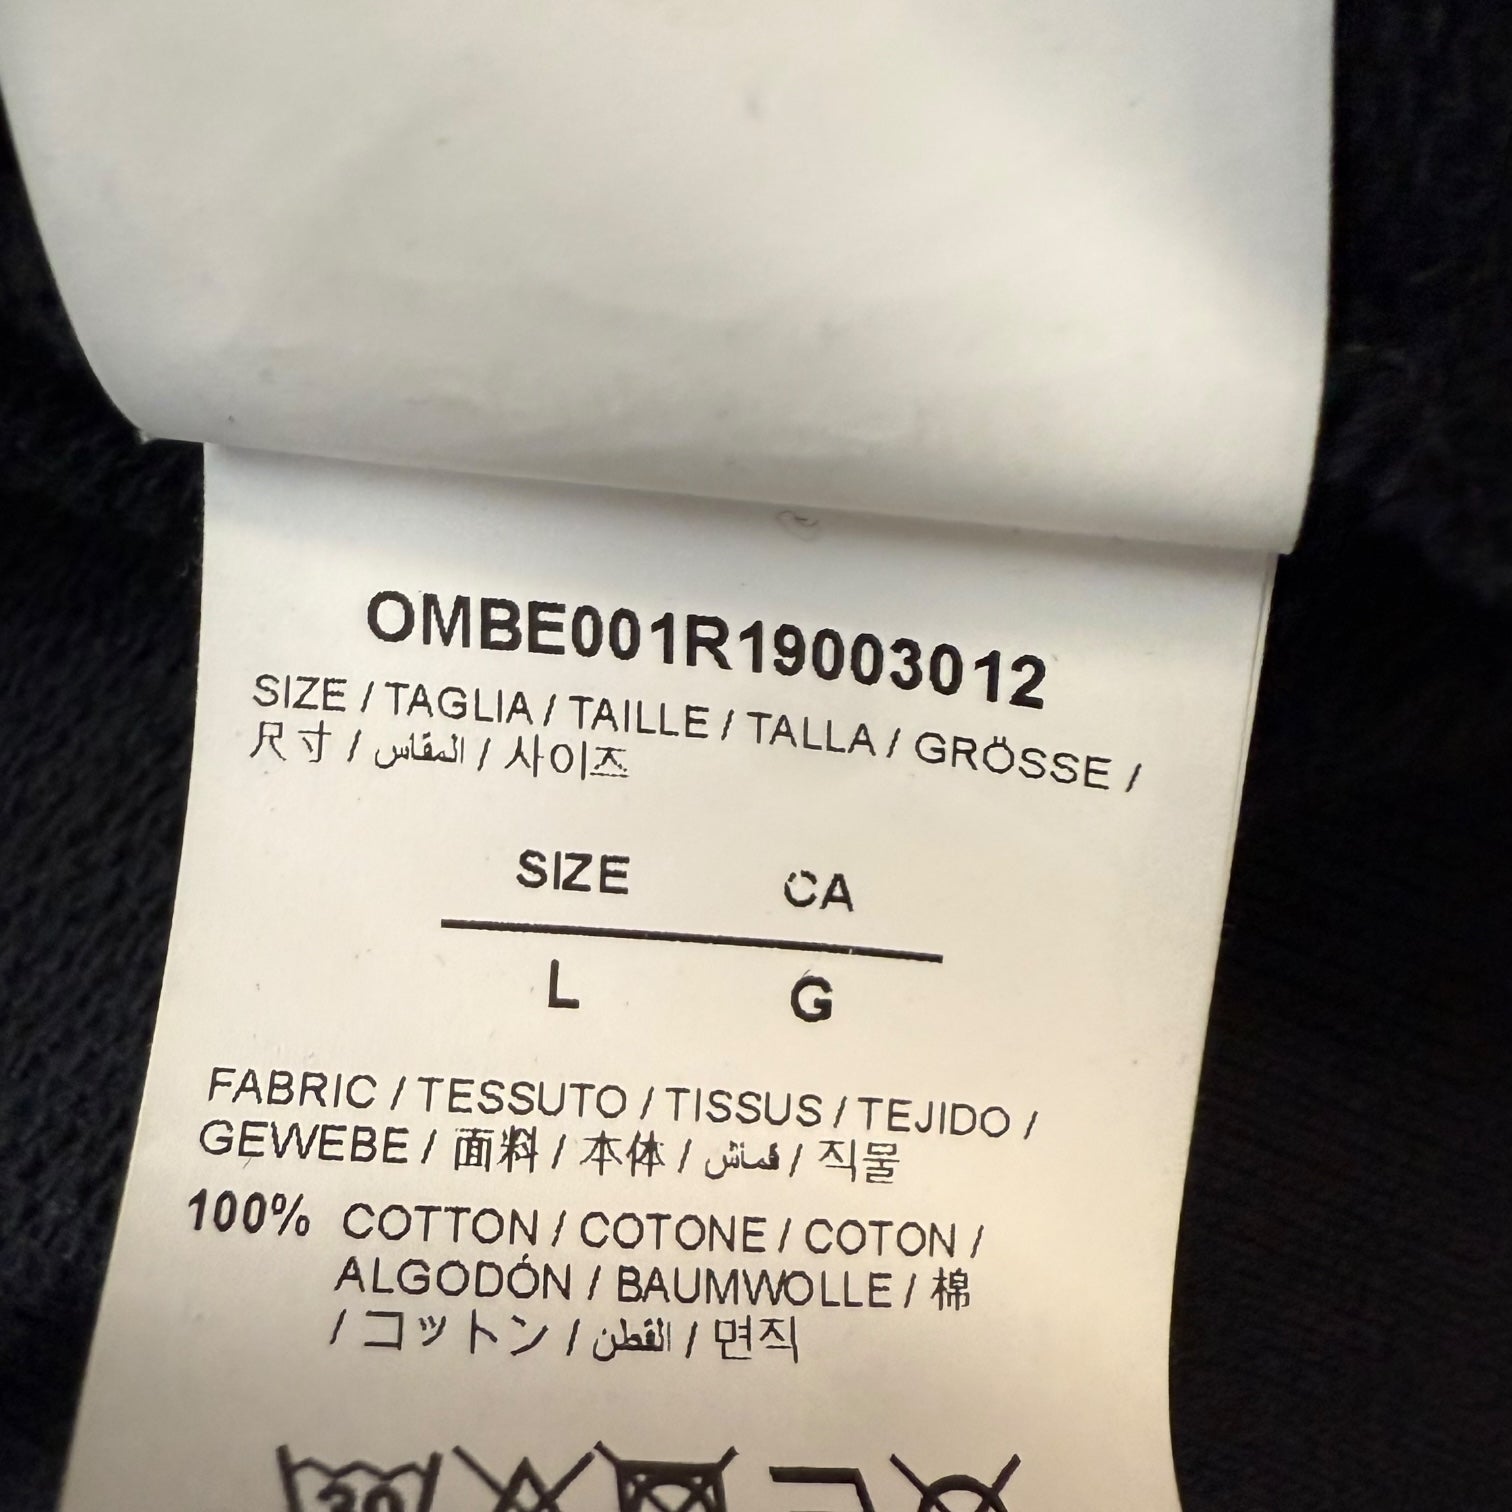 OMBE001R19003012
SIZE / TAGLIA / TAILLE / TALLA / GRÖSSE /
尺寸 / المقاس / 사이즈
SIZE CA
L G
FABRIC / TESSUTO / TISSUS / TEJIDO /
GEWEBE / 面料 / 本体 / قماش / 직물
100% COTTON / COTONE / COTON /
ALGODÓN / BAUMWOLLE / 棉
/ コットン / القطن / 면직
30